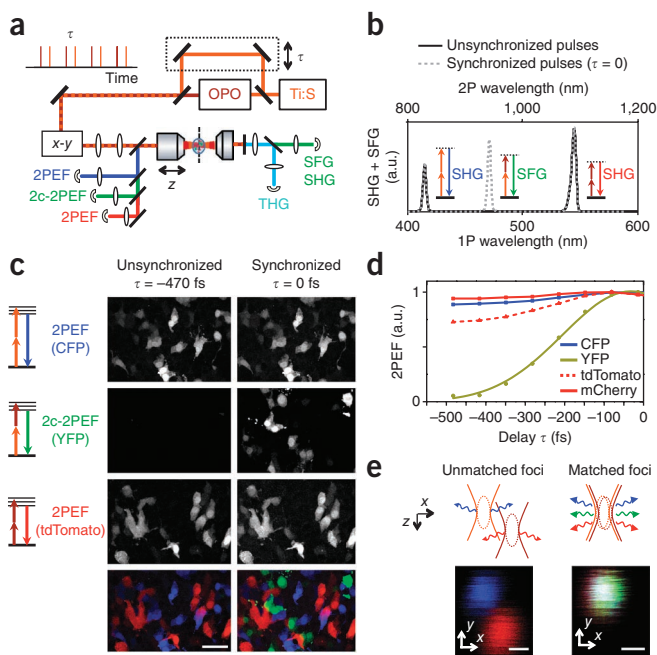 a
τ
Time
τ
OPO
Ti:S
x-y
z
2PEF
2c-2PEF
2PEF
SFG
SHG
THG
b
Unsynchronized pulses
Synchronized pulses (τ = 0)
2P wavelength (nm)
800 1,000 1,200
SHG + SFG
(a.u.)
SHG
SFG
SHG
400 500 600
1P wavelength (nm)
c
Unsynchronized
τ = −470 fs
Synchronized
τ = 0 fs
2PEF
(CFP)
2c-2PEF
(YFP)
2PEF
(tdTomato)
d
2PEF (a.u.)
1
0
CFP
YFP
tdTomato
mCherry
−500 −400 −300 −200 −100 0
Delay τ (fs)
e
Unmatched foci
Matched foci
x
z
y
x
y
x